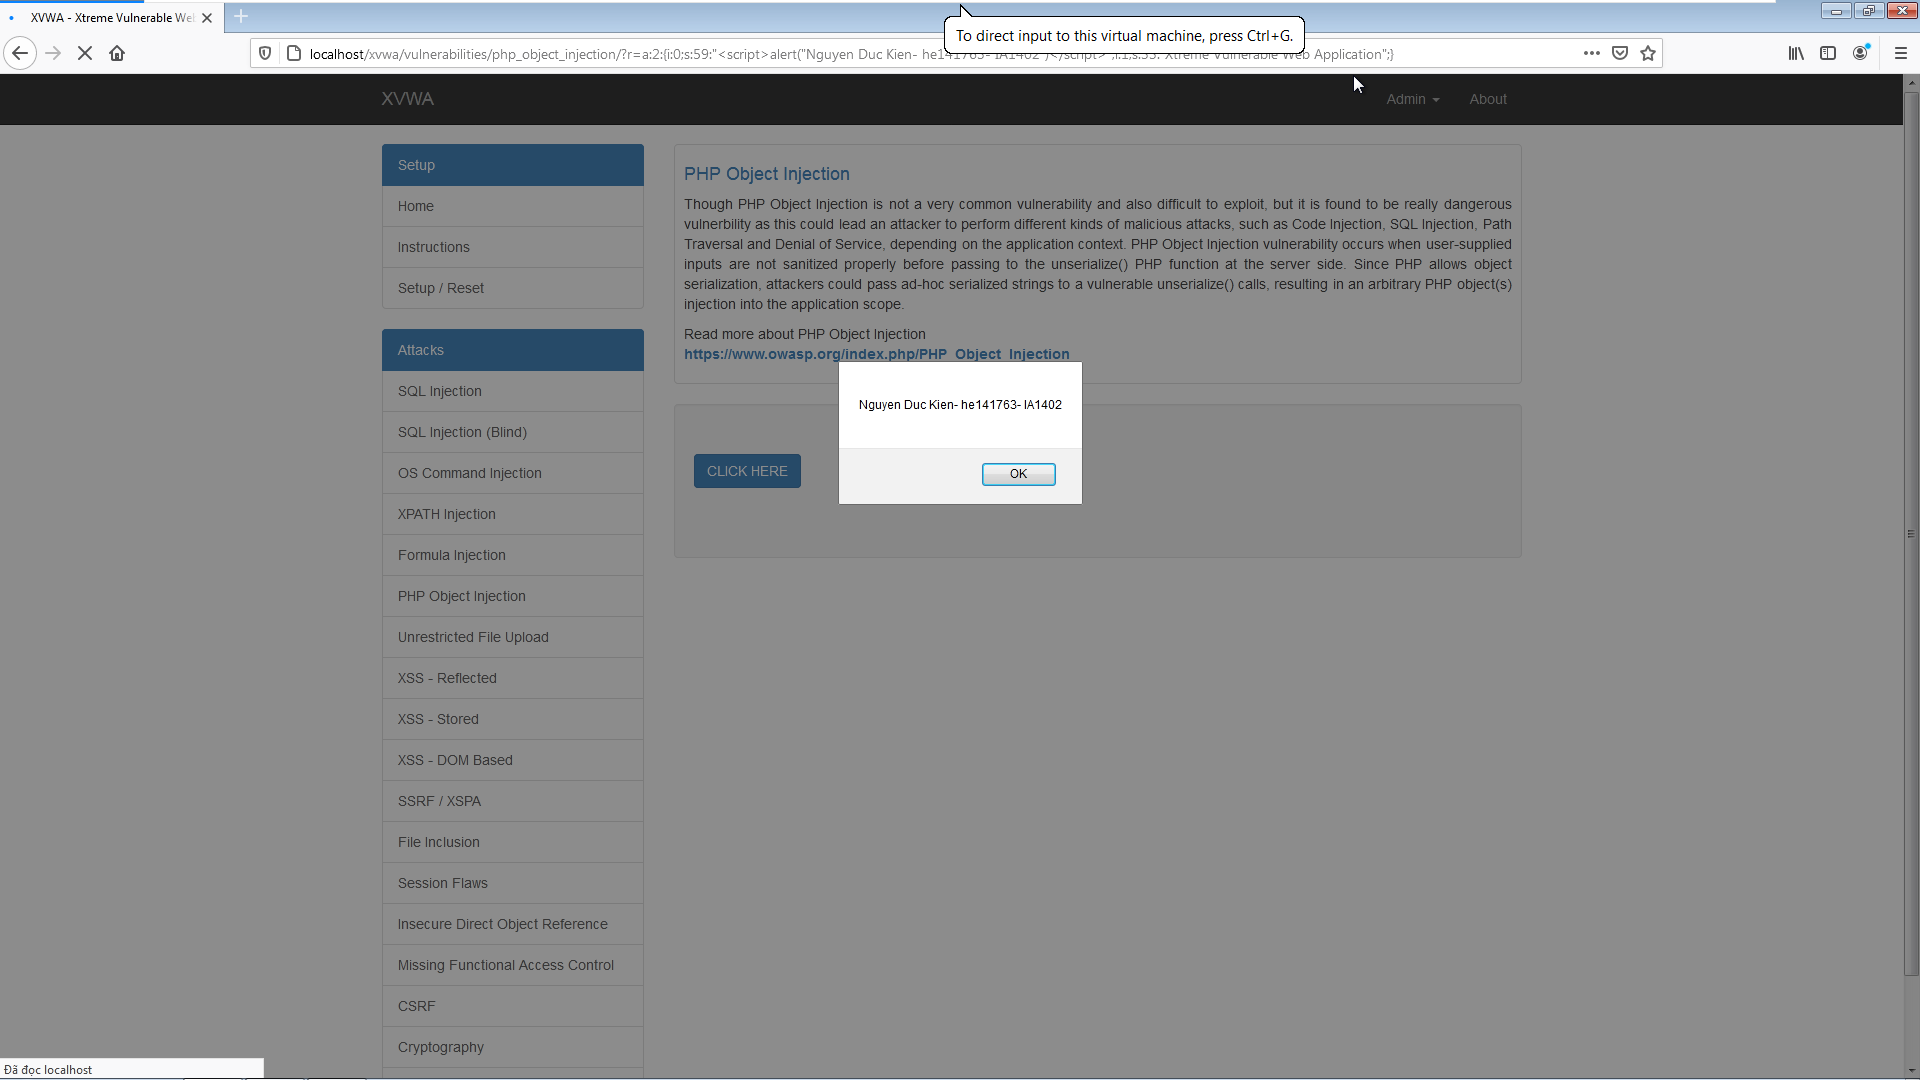 XVWA - Xtreme Vulnerable We
To direct input to this virtual machine, press Ctrl+G.
localhost/xvwa/vulnerabilities/php_object_injection/?r=a:2:{i:0;s:59:"<script>alert("Nguyen Duc Kien- he141763- IA1402")</script>";i:1;s:33:"Xtreme Vulnerable Web Application";}
XVWA
Admin
About
Setup
Home
Instructions
Setup / Reset
Attacks
SQL Injection
SQL Injection (Blind)
OS Command Injection
XPATH Injection
Formula Injection
PHP Object Injection
Unrestricted File Upload
XSS - Reflected
XSS - Stored
XSS - DOM Based
SSRF / XSPA
File Inclusion
Session Flaws
Insecure Direct Object Reference
Missing Functional Access Control
CSRF
Cryptography
PHP Object Injection
Though PHP Object Injection is not a very common vulnerability and also difficult to exploit, but it is found to be really dangerous
vulnerbility as this could lead an attacker to perform different kinds of malicious attacks, such as Code Injection, SQL Injection, Path
Traversal and Denial of Service, depending on the application context. PHP Object Injection vulnerability occurs when user-supplied
inputs are not sanitized properly before passing to the unserialize() PHP function at the server side. Since PHP allows object
serialization, attackers could pass ad-hoc serialized strings to a vulnerable unserialize() calls, resulting in an arbitrary PHP object(s)
injection into the application scope.
Read more about PHP Object Injection
https://www.owasp.org/index.php/PHP_Object_Injection
CLICK HERE
Nguyen Duc Kien- he141763- IA1402
OK
Đã đọc localhost